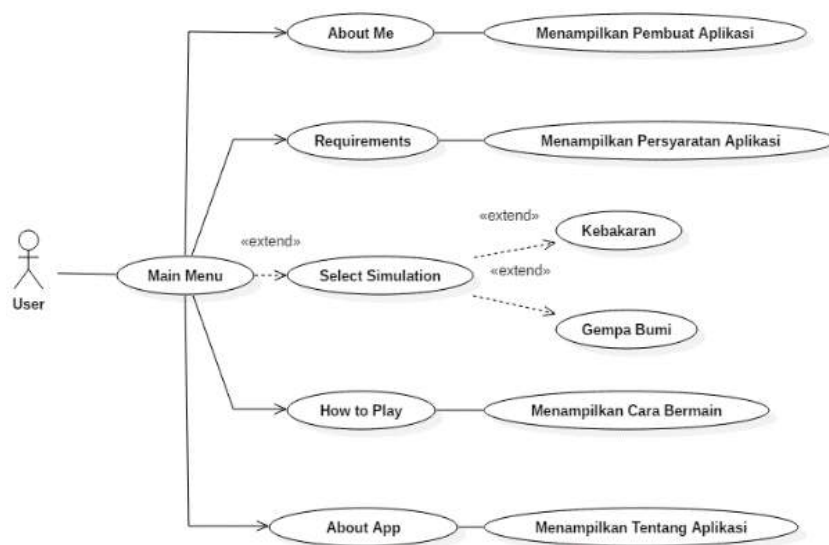 About Me
Menampilkan Pembuat Aplikasi
Requirements
Menampilkan Persyaratan Aplikasi
«extend»
Kebakaran
«extend»
User
Main Menu
Select Simulation
«extend»
Gempa Bumi
How to Play
Menampilkan Cara Bermain
About App
Menampilkan Tentang Aplikasi